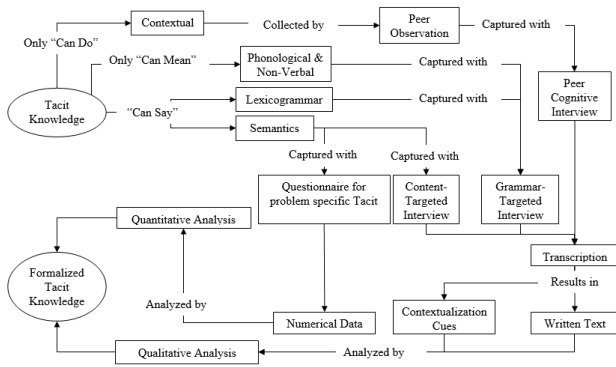 Contextual
Collected by
Peer
Observation
Only “Can Do”
Captured with
Only “Can Mean”
Phonological &
Non-Verbal
Captured with
Peer
Cognitive
Interview
Tacit
Knowledge
“Can Say”
Lexicogrammar
Captured with
Semantics
Captured with
Captured with
Questionnaire for
problem specific Tacit
Content-
Targeted
Interview
Grammar-
Targeted
Interview
Quantitative Analysis
Transcription
Formalized
Tacit
Knowledge
Results in
Analyzed by
Numerical Data
Contextualization
Cues
Written Text
Qualitative Analysis
Analyzed by